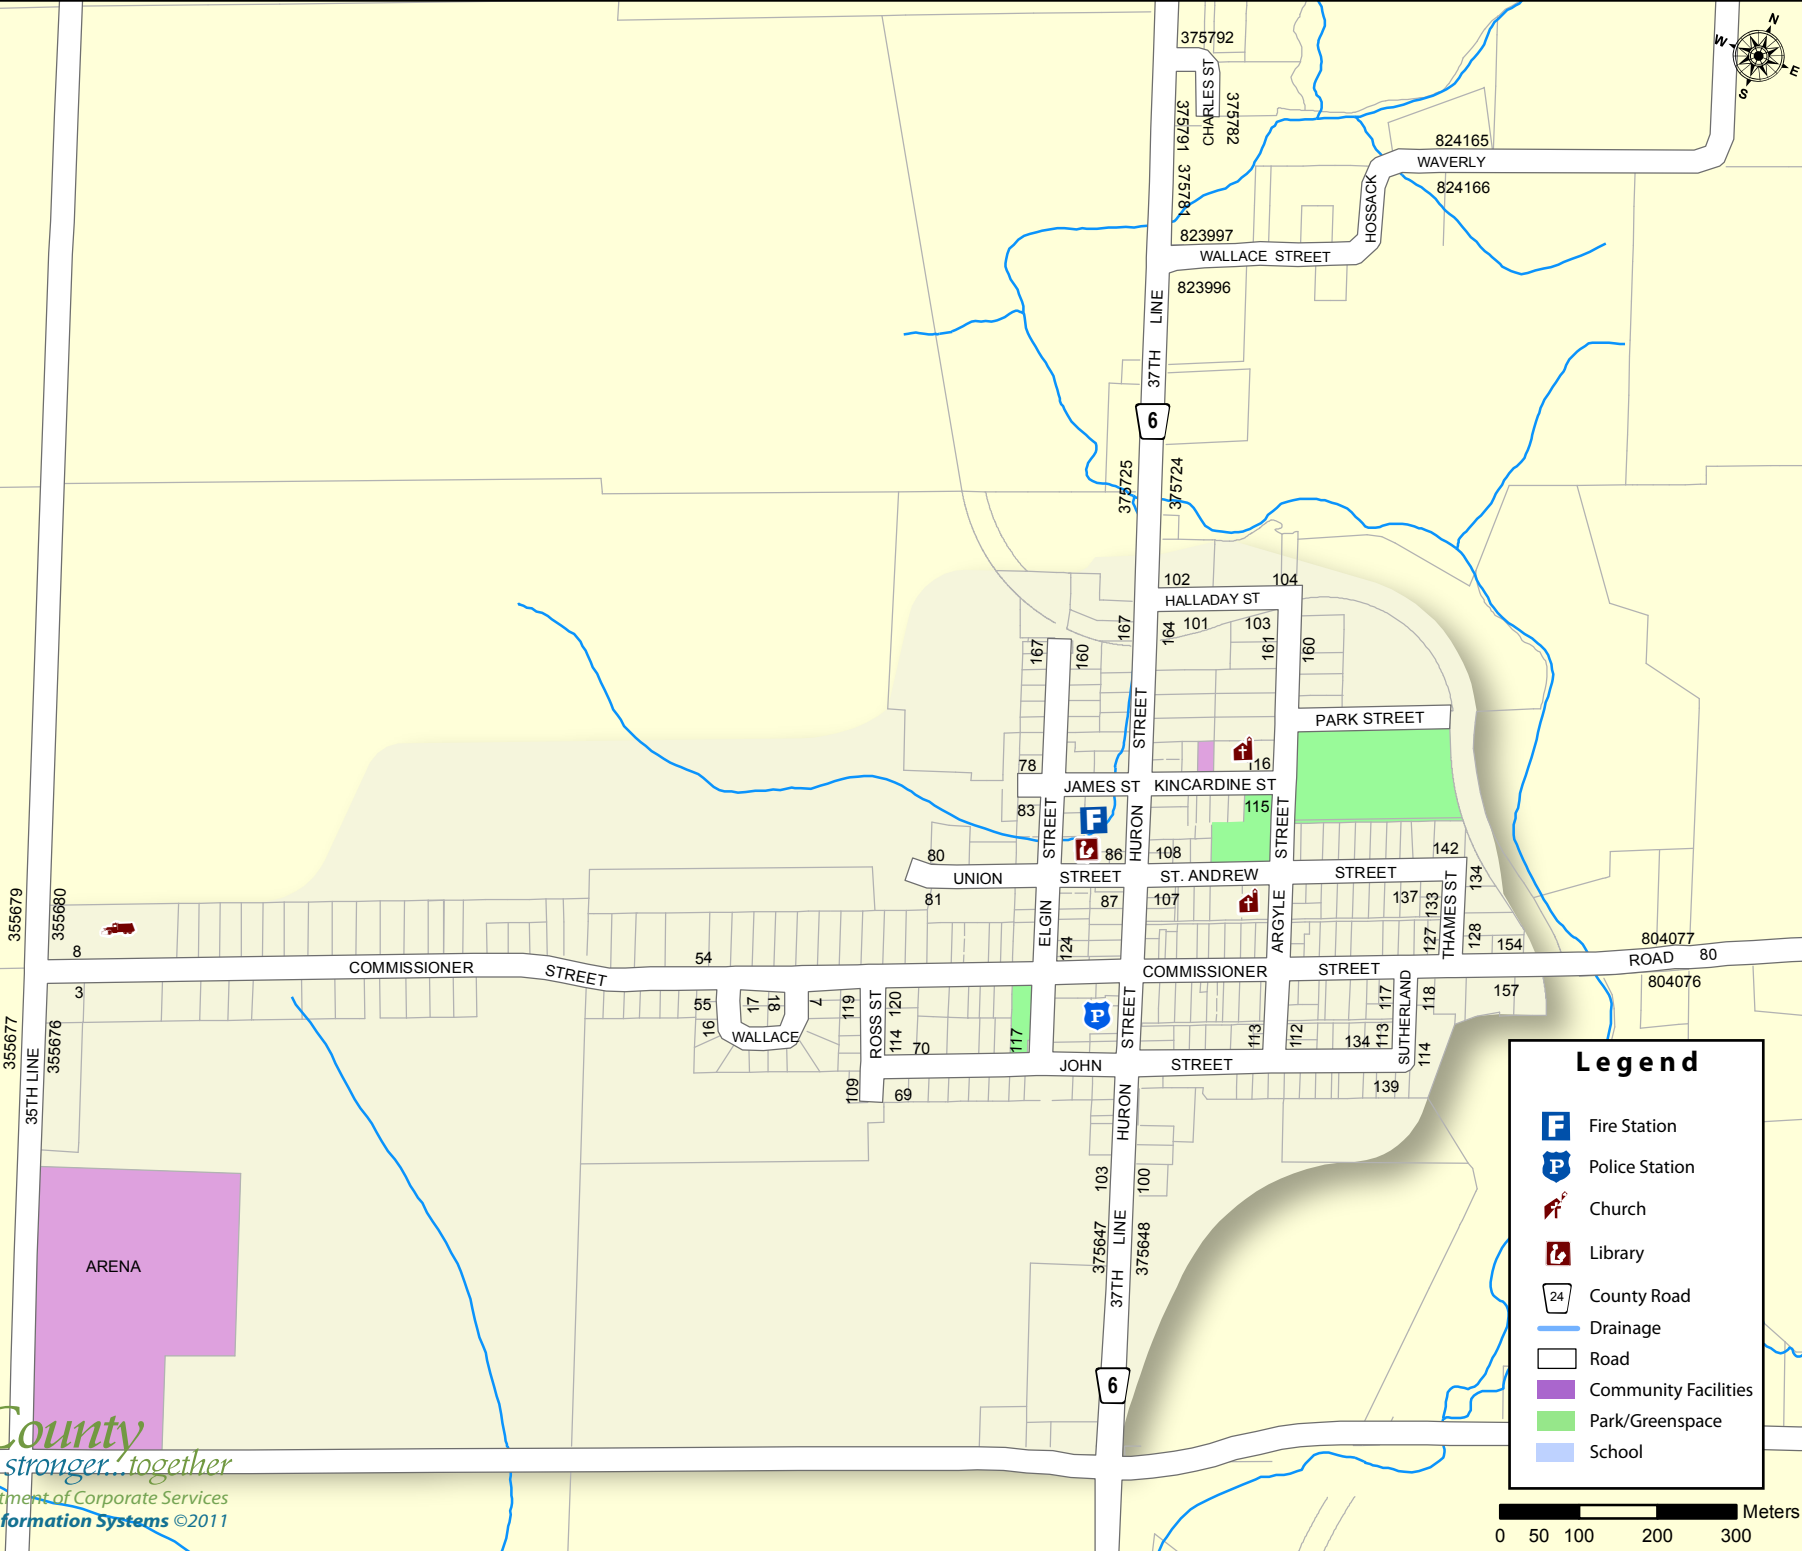 N
W
E
S
375792
CHARLES ST
375791
375782
375781
824165
WAVERLY
824166
HOSSACK
823997
WALLACE STREET
823996
37TH LINE
6
375725
375724
102
104
HALLADAY ST
101
103
167
164
161
160
167
160
STREET
PARK STREET
78
116
JAMES ST
KINCARDINE ST
83
115
F
STREET
HURON
STREET
80
86
108
142
UNION
STREET
ST. ANDREW
STREET
81
87
107
137
133
134
THAMES ST
ELGIN
ARGYLE
124
127
128
154
355679
355680
8
54
COMMISSIONER
STREET
COMMISSIONER
STREET
ROAD 80
804077
804076
3
55
17
18
7
16
WALLACE
119
ROSS ST
120
114
70
117
P
STREET
113
112
134
117
113
SUTHERLAND
118
114
157
JOHN
STREET
109
69
139
HURON
355677
355676
35TH LINE
103
100
375647
37TH LINE
375648
6
ARENA
County
stronger...together
tment of Corporate Services
formation Systems ©2011
Legend
F Fire Station
P Police Station
Church
Library
24 County Road
Drainage
Road
Community Facilities
Park/Greenspace
School
Meters
0 50 100 200 300